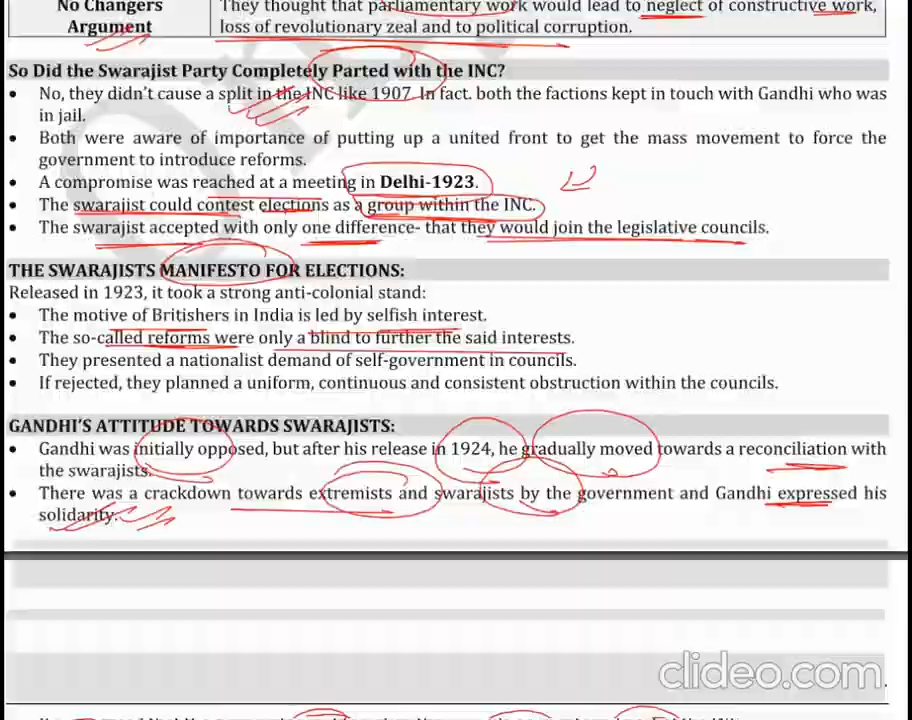 No Changers They thought that parliamentary work would lead to neglect of constructive work,
Argument loss of revolutionary zeal and to political corruption.
So Did the Swarajist Party Completely Parted with the INC?
• No, they didn't cause a split in the INC like 1907. In fact. both the factions kept in touch with Gandhi who was
in jail.
• Both were aware of importance of putting up a united front to get the mass movement to force the
government to introduce reforms.
• A compromise was reached at a meeting in Delhi-1923.
• The swarajist could contest elections as a group within the INC.
• The swarajist accepted with only one difference- that they would join the legislative councils.
THE SWARAJISTS MANIFESTO FOR ELECTIONS:
Released in 1923, it took a strong anti-colonial stand:
• The motive of Britishers in India is led by selfish interest.
• The so-called reforms were only a blind to further the said interests.
• They presented a nationalist demand of self-government in councils.
• If rejected, they planned a uniform, continuous and consistent obstruction within the councils.
GANDHI'S ATTITUDE TOWARDS SWARAJISTS:
• Gandhi was initially opposed, but after his release in 1924, he gradually moved towards a reconciliation with
the swarajists.
• There was a crackdown towards extremists and swarajists by the government and Gandhi expressed his
solidarity.
clideo.com